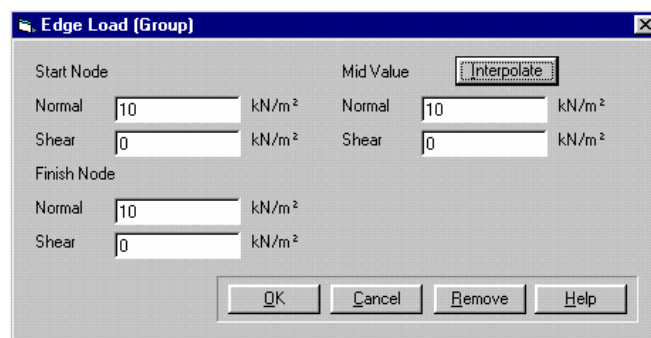 Edge Load (Group)
Start Node Mid Value Interpolate
Normal 10 kN/m² Normal 10 kN/m²
Shear 0 kN/m² Shear 0 kN/m²
Finish Node
Normal 10 kN/m²
Shear 0 kN/m²
OK Cancel Remove Help